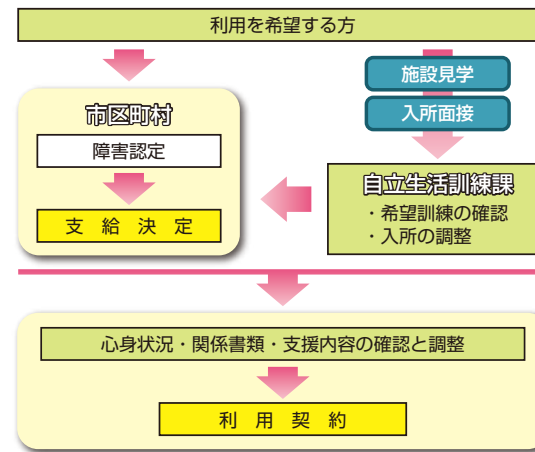 利用を希望する方
市区町村
障害認定
支給決定
施設見学
入所面接
自立生活訓練課
・希望訓練の確認
・入所の調整
心身状況・関係書類・支援内容の確認と調整
利用契約